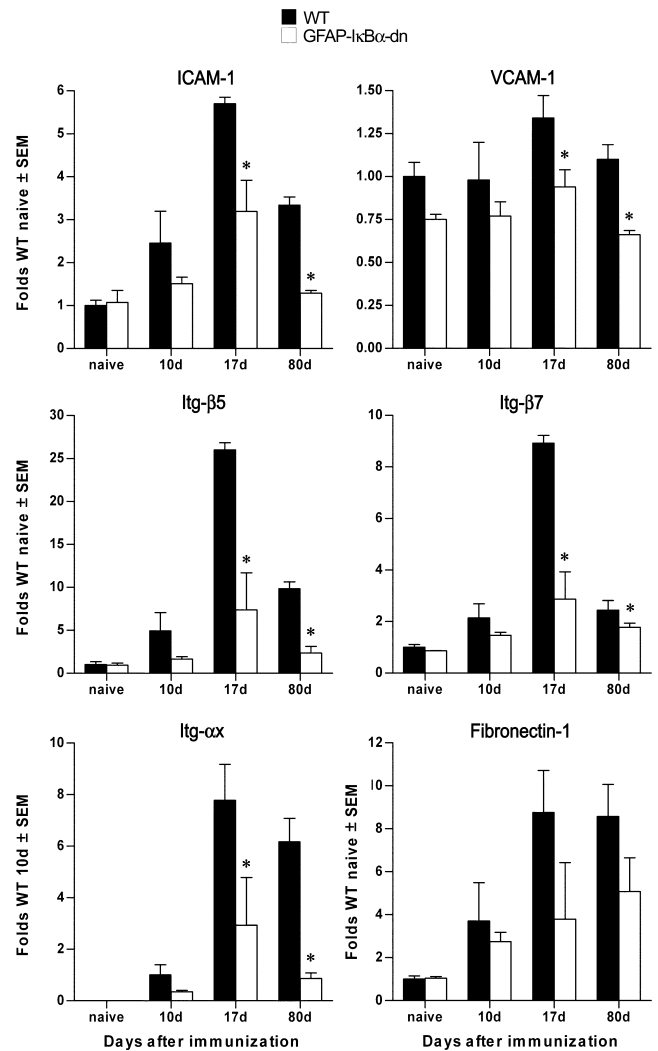 WT
GFAP-IκBα-dn
ICAM-1
Folds WT naive ± SEM
6
5
4
3
2
1
0
naive 10d 17d 80d
*
*
VCAM-1
1.50
1.25
1.00
0.75
0.50
0.25
0.00
naive 10d 17d 80d
*
*
Itg-β5
Folds WT naive ± SEM
30
25
20
15
10
5
0
naive 10d 17d 80d
*
*
Itg-β7
10
8
6
4
2
0
naive 10d 17d 80d
*
*
Itg-αx
Folds WT 10d ± SEM
10
8
6
4
2
0
naive 10d 17d 80d
*
*
Days after immunization
Fibronectin-1
Folds WT naive ± SEM
12
10
8
6
4
2
0
naive 10d 17d 80d
Days after immunization